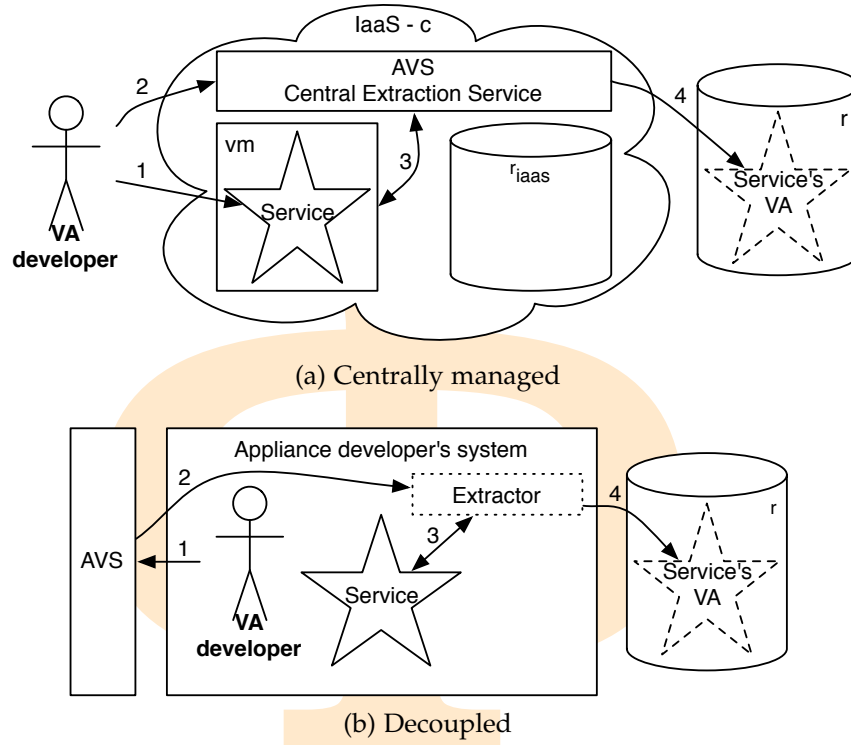 IaaS - c
AVS
Central Extraction Service
2
4
r
vm
3
r_iaas
1
Service
Service's
VA
VA
developer
(a) Centrally managed
Appliance developer's system
2
Extractor
4
r
3
AVS
1
Service
Service's
VA
VA
developer
(b) Decoupled